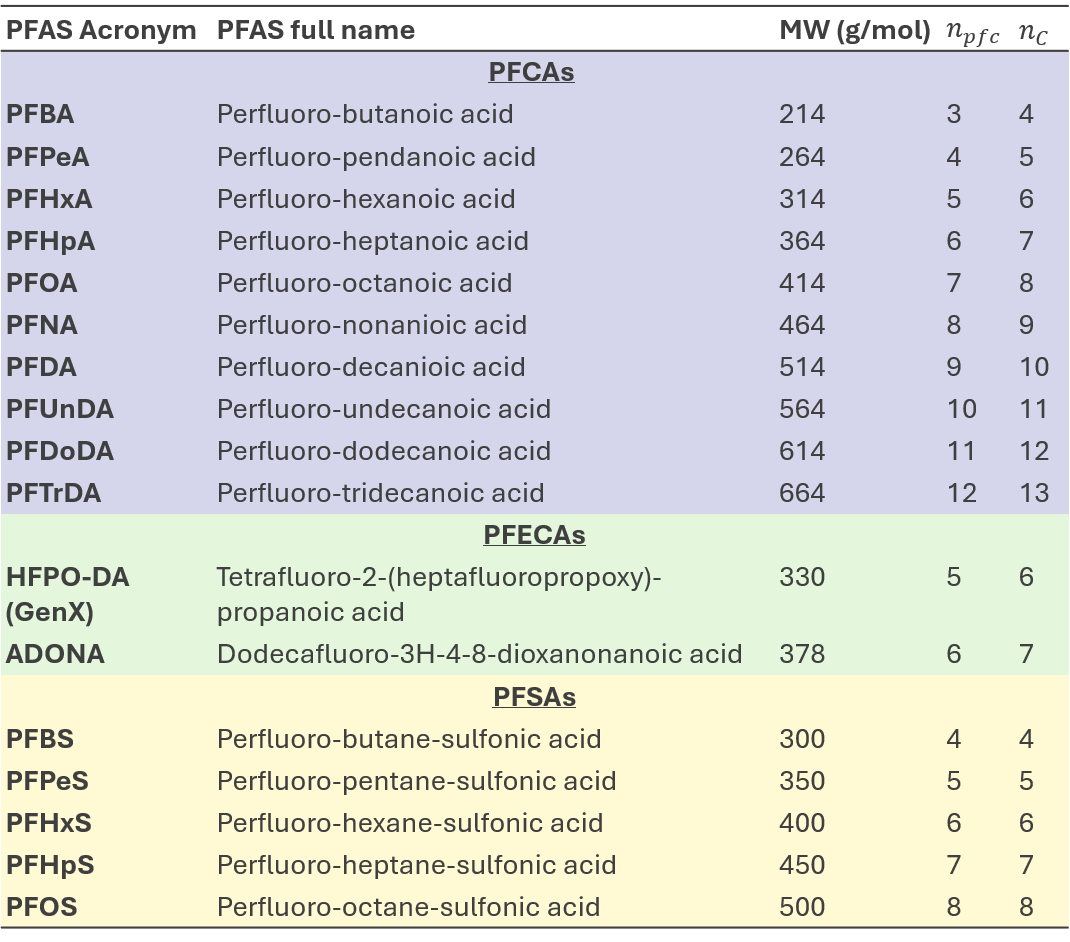 PFAS Acronym PFAS full name MW (g/mol) n_pfc n_C
PFCAs
PFBA Perfluoro-butanoic acid 214 3 4
PFPeA Perfluoro-pendanoic acid 264 4 5
PFHxA Perfluoro-hexanoic acid 314 5 6
PFHpA Perfluoro-heptanoic acid 364 6 7
PFOA Perfluoro-octanoic acid 414 7 8
PFNA Perfluoro-nonanioic acid 464 8 9
PFDA Perfluoro-decanioic acid 514 9 10
PFUnDA Perfluoro-undecanoic acid 564 10 11
PFDoDA Perfluoro-dodecanoic acid 614 11 12
PFTrDA Perfluoro-tridecanoic acid 664 12 13
PFECAs
HFPO-DA Tetrafluoro-2-(heptafluoropropoxy)- 330 5 6
(GenX) propanoic acid
ADONA Dodecafluoro-3H-4-8-dioxanonanoic acid 378 6 7
PFSAs
PFBS Perfluoro-butane-sulfonic acid 300 4 4
PFPeS Perfluoro-pentane-sulfonic acid 350 5 5
PFHxS Perfluoro-hexane-sulfonic acid 400 6 6
PFHpS Perfluoro-heptane-sulfonic acid 450 7 7
PFOS Perfluoro-octane-sulfonic acid 500 8 8